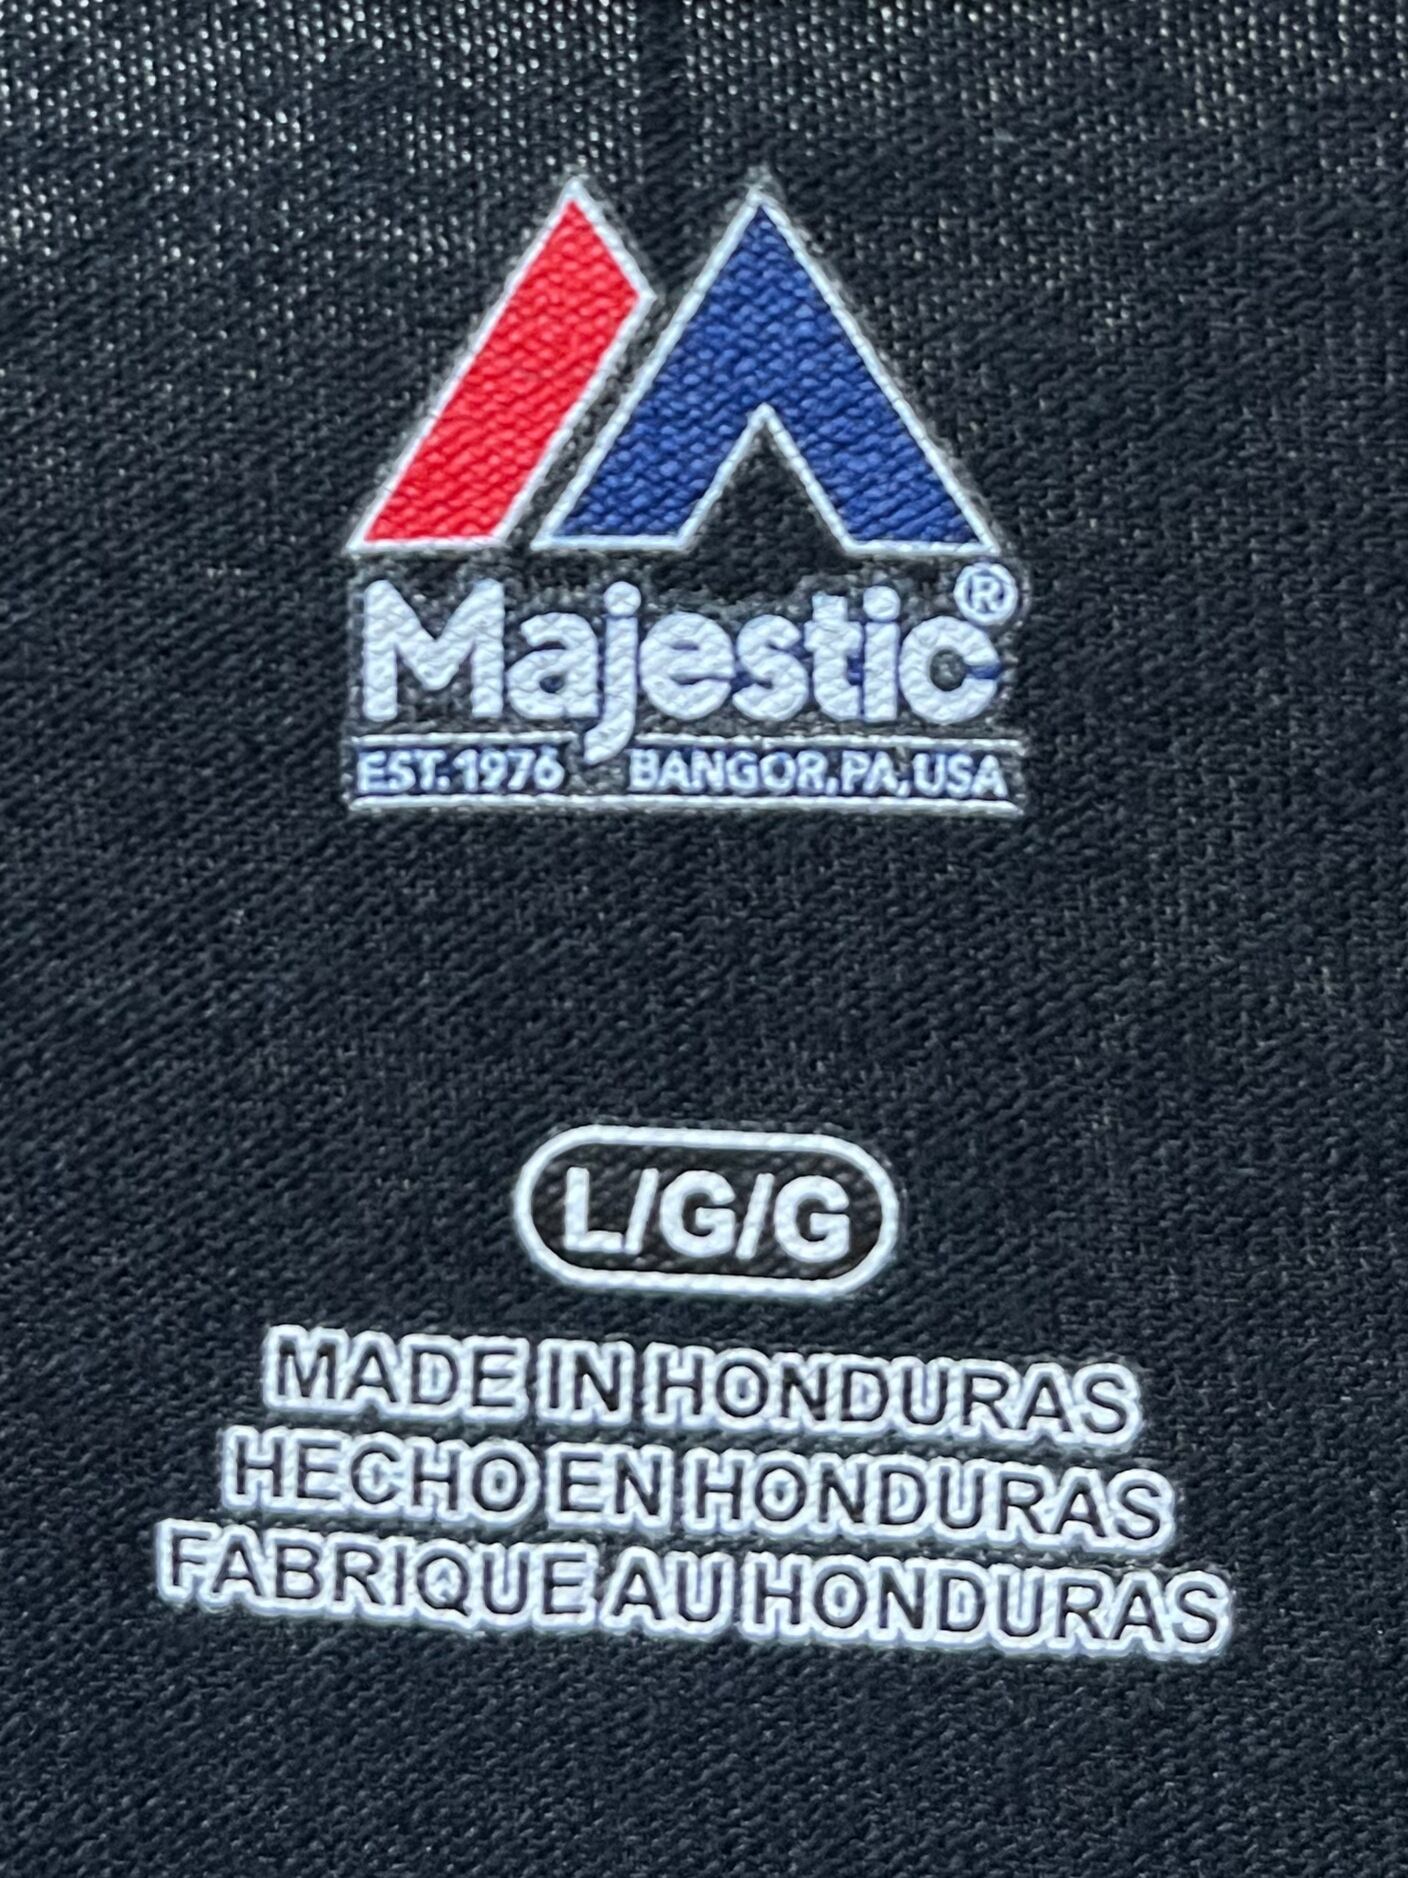 Majestic®
EST. 1976 BANGOR, PA, USA
L/G/G
MADE IN HONDURAS
HECHO EN HONDURAS
FABRIQUE AU HONDURAS